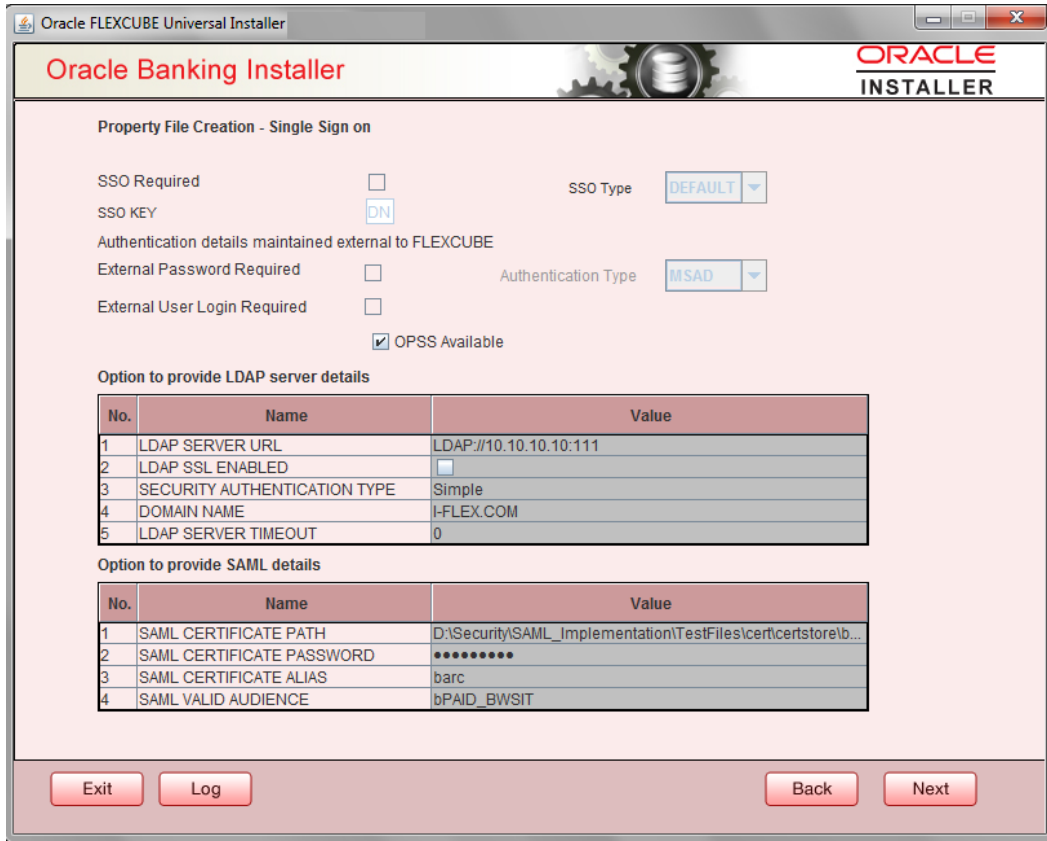 Oracle FLEXCUBE Universal Installer
Oracle Banking Installer
ORACLE
INSTALLER
Property File Creation - Single Sign on
SSO Required
SSO Type DEFAULT
SSO KEY DN
Authentication details maintained external to FLEXCUBE
External Password Required
Authentication Type MSAD
External User Login Required
OPSS Available
Option to provide LDAP server details
No. Name Value
1 LDAP SERVER URL LDAP://10.10.10.10:111
2 LDAP SSL ENABLED
3 SECURITY AUTHENTICATION TYPE Simple
4 DOMAIN NAME I-FLEX.COM
5 LDAP SERVER TIMEOUT 0
Option to provide SAML details
No. Name Value
1 SAML CERTIFICATE PATH D:\Security\SAML_Implementation\TestFiles\cert\certstore\b...
2 SAML CERTIFICATE PASSWORD •••••••••
3 SAML CERTIFICATE ALIAS barc
4 SAML VALID AUDIENCE bPAID_BWSIT
Exit Log Back Next